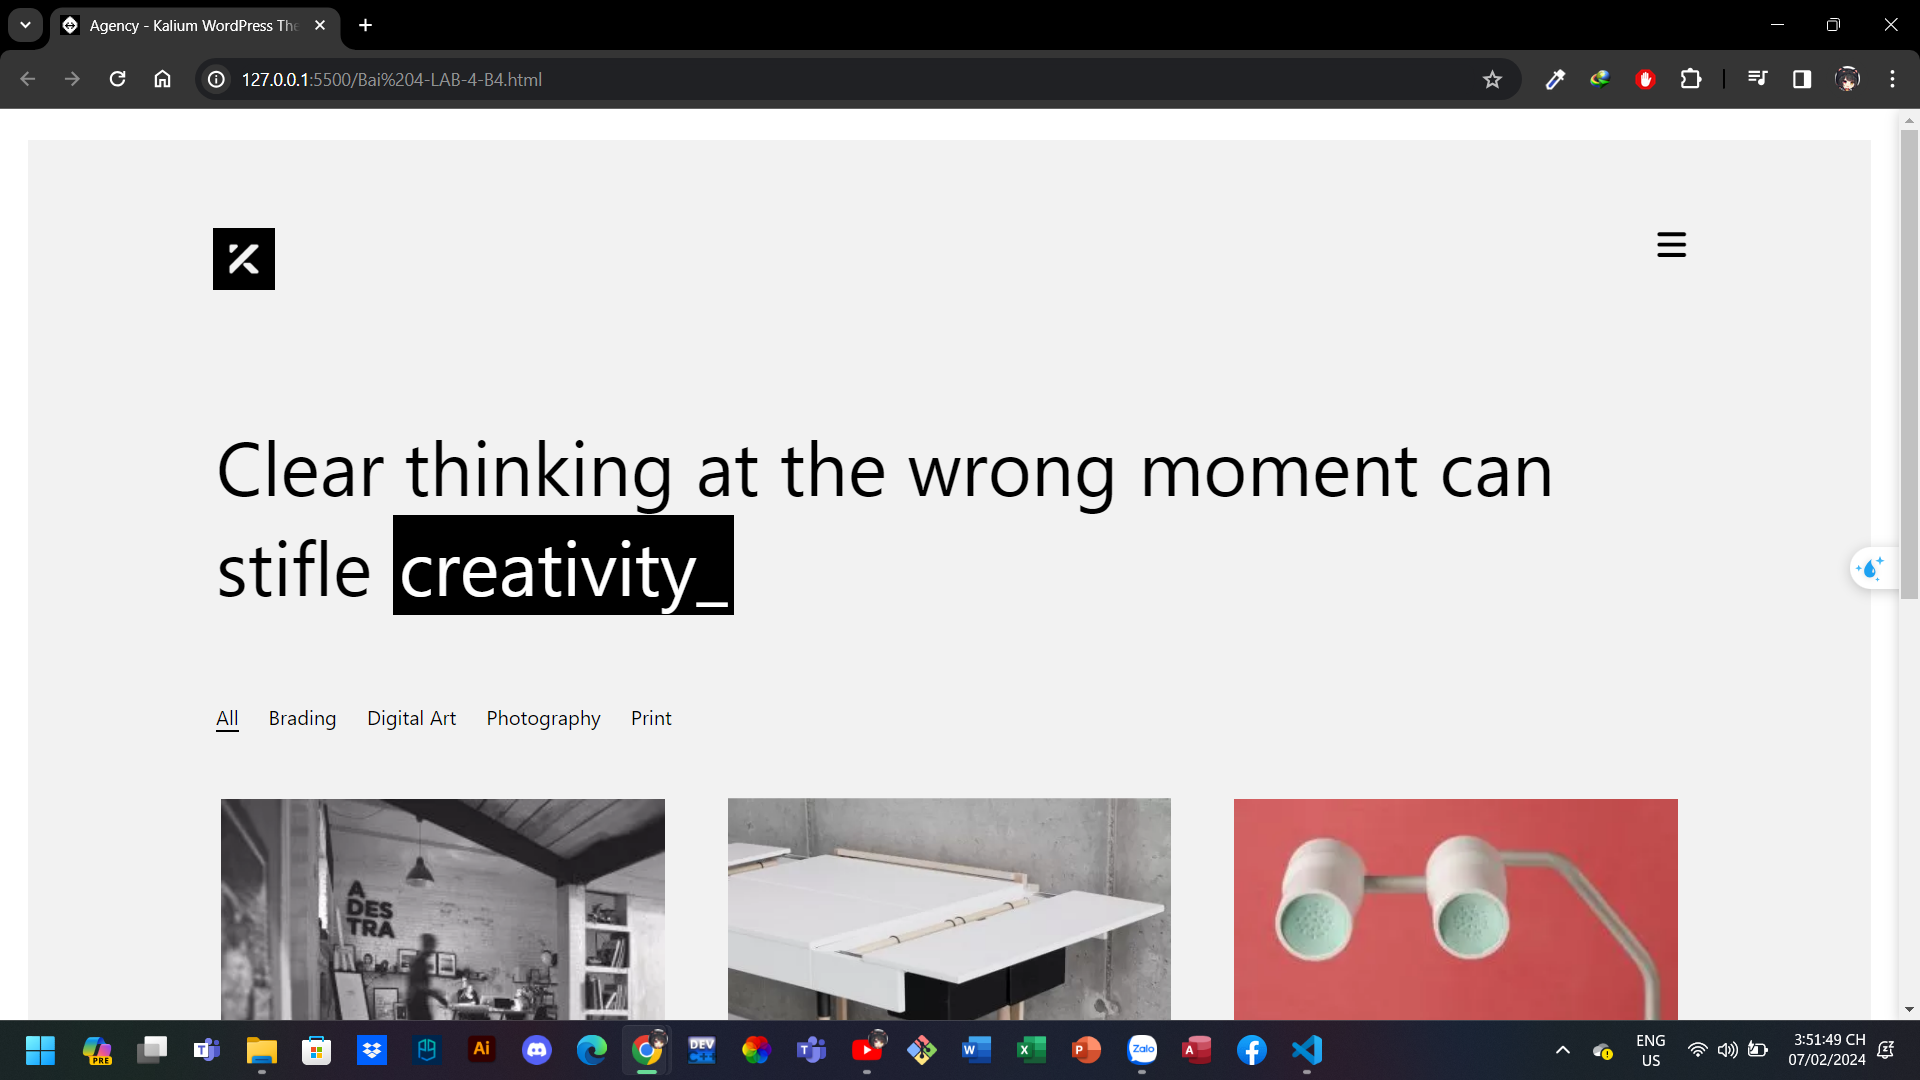 Agency - Kalium WordPress The
127.0.0.1:5500/Bai%204-LAB-4-B4.html
Clear thinking at the wrong moment can
stifle creativity_
All Brading Digital Art Photography Print
A
DES
TRA
PRE
Ai
DEV
C++
Zalo
ENG
US
3:51:49 CH
07/02/2024